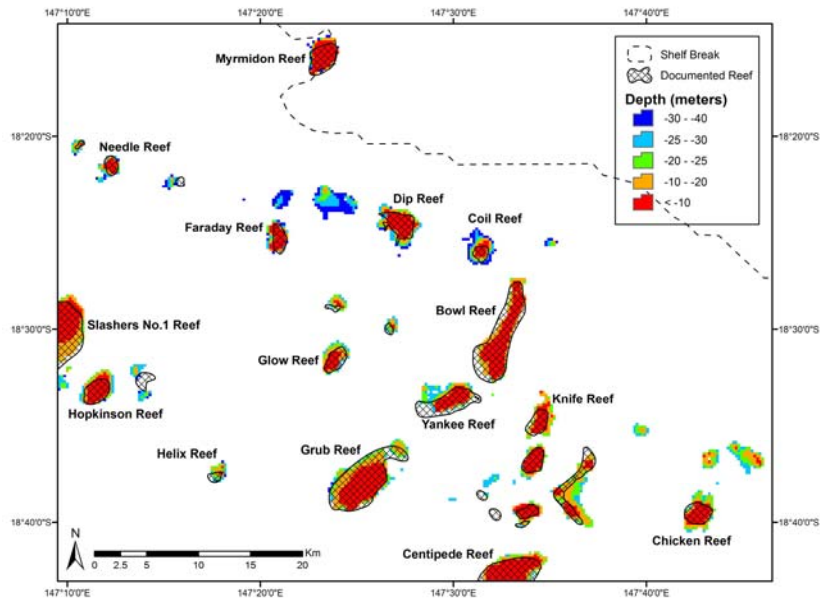 147°10'0"E 147°20'0"E 147°30'0"E 147°40'0"E
Myrmidon Reef
Shelf Break
Documented Reef
Depth (meters)
-30 - -40
-25 - -30
-20 - -25
-10 - -20
< -10
18°20'0"S 18°20'0"S
Needle Reef
Dip Reef
Coil Reef
Faraday Reef
Bowl Reef
18°30'0"S 18°30'0"S
Slashers No.1 Reef
Glow Reef
Knife Reef
Hopkinson Reef
Yankee Reef
Helix Reef
Grub Reef
18°40'0"S 18°40'0"S
Chicken Reef
N
Centipede Reef
Km
0 2.5 5 10 15 20
147°10'0"E 147°20'0"E 147°30'0"E 147°40'0"E